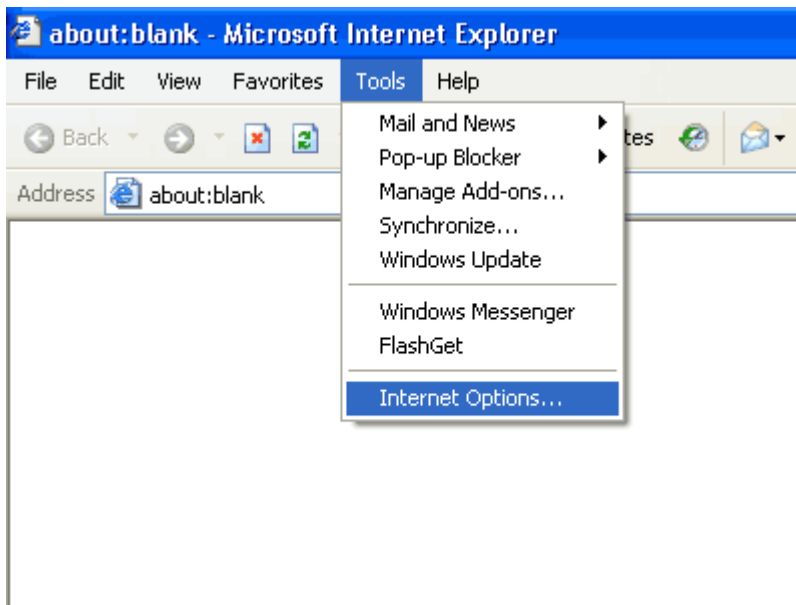 about:blank - Microsoft Internet Explorer
File Edit View Favorites Tools Help
Back
Address about:blank
Mail and News
Pop-up Blocker
Manage Add-ons...
Synchronize...
Windows Update
Windows Messenger
FlashGet
Internet Options...